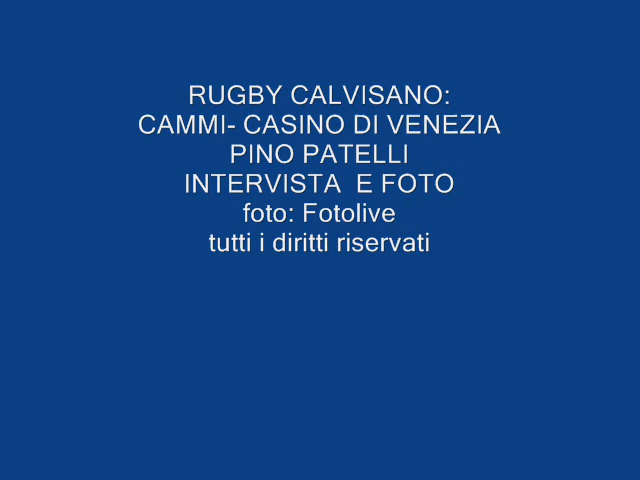 RUGBY CALVISANO:
CAMMI- CASINO DI VENEZIA
PINO PATELLI
INTERVISTA  E FOTO
foto: Fotolive
tutti i diritti riservati